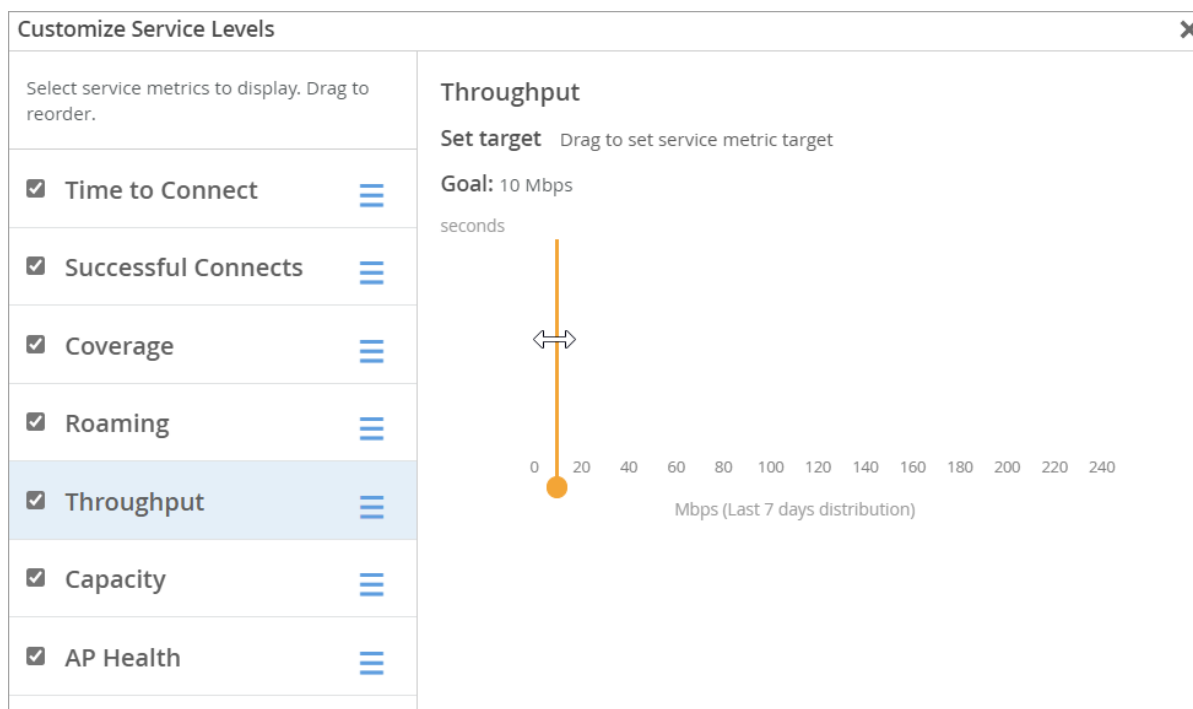 Customize Service Levels
Select service metrics to display. Drag to
reorder.
Time to Connect
Successful Connects
Coverage
Roaming
Throughput
Capacity
AP Health
Throughput
Set target Drag to set service metric target
Goal: 10 Mbps
seconds
0 20 40 60 80 100 120 140 160 180 200 220 240
Mbps (Last 7 days distribution)